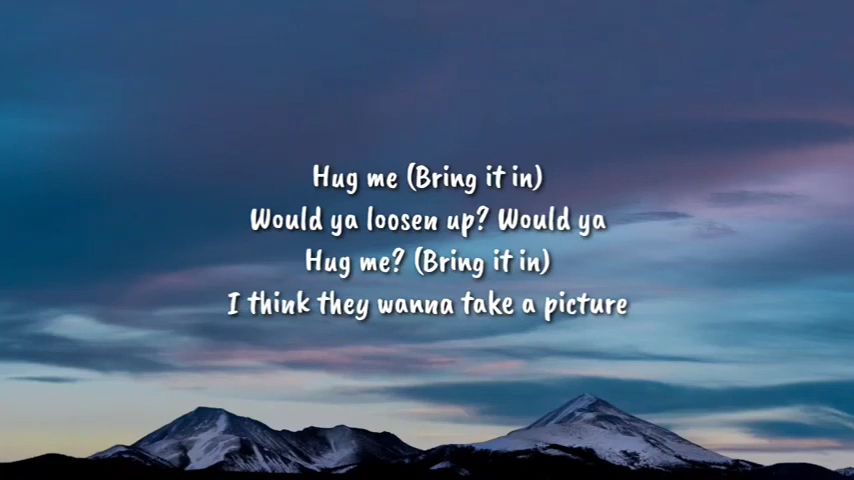 Hug me (Bring it in)
Would ya loosen up? Would ya
Hug me? (Bring it in)
I think they wanna take a picture